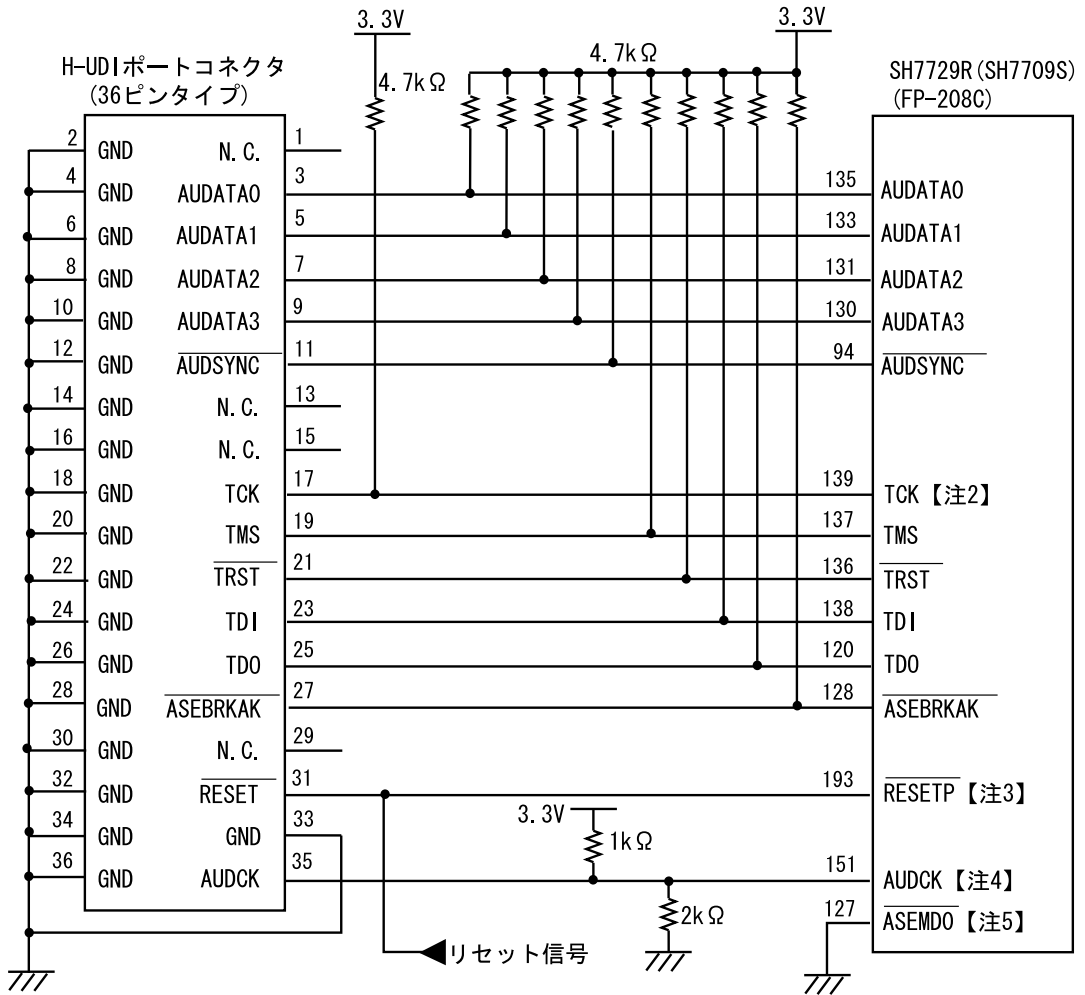 3.3V
3.3V
H-UDIポートコネクタ
(36ピンタイプ)
4.7kΩ
4.7kΩ
SH7729R(SH7709S)
(FP-208C)
2 GND N.C. 1
4 GND AUDATA0 3 135 AUDATA0
6 GND AUDATA1 5 133 AUDATA1
8 GND AUDATA2 7 131 AUDATA2
10 GND AUDATA3 9 130 AUDATA3
12 GND AUDSYNC 11 94 AUDSYNC
14 GND N.C. 13
16 GND N.C. 15
18 GND TCK 17 139 TCK【注2】
20 GND TMS 19 137 TMS
22 GND TRST 21 136 TRST
24 GND TDI 23 138 TDI
26 GND TDO 25 120 TDO
28 GND ASEBRKAK 27 128 ASEBRKAK
30 GND N.C. 29
32 GND RESET 31 193 RESETP【注3】
3.3V
34 GND GND 33
1kΩ
36 GND AUDCK 35 151 AUDCK【注4】
2kΩ
127 ASEMD0【注5】
リセット信号